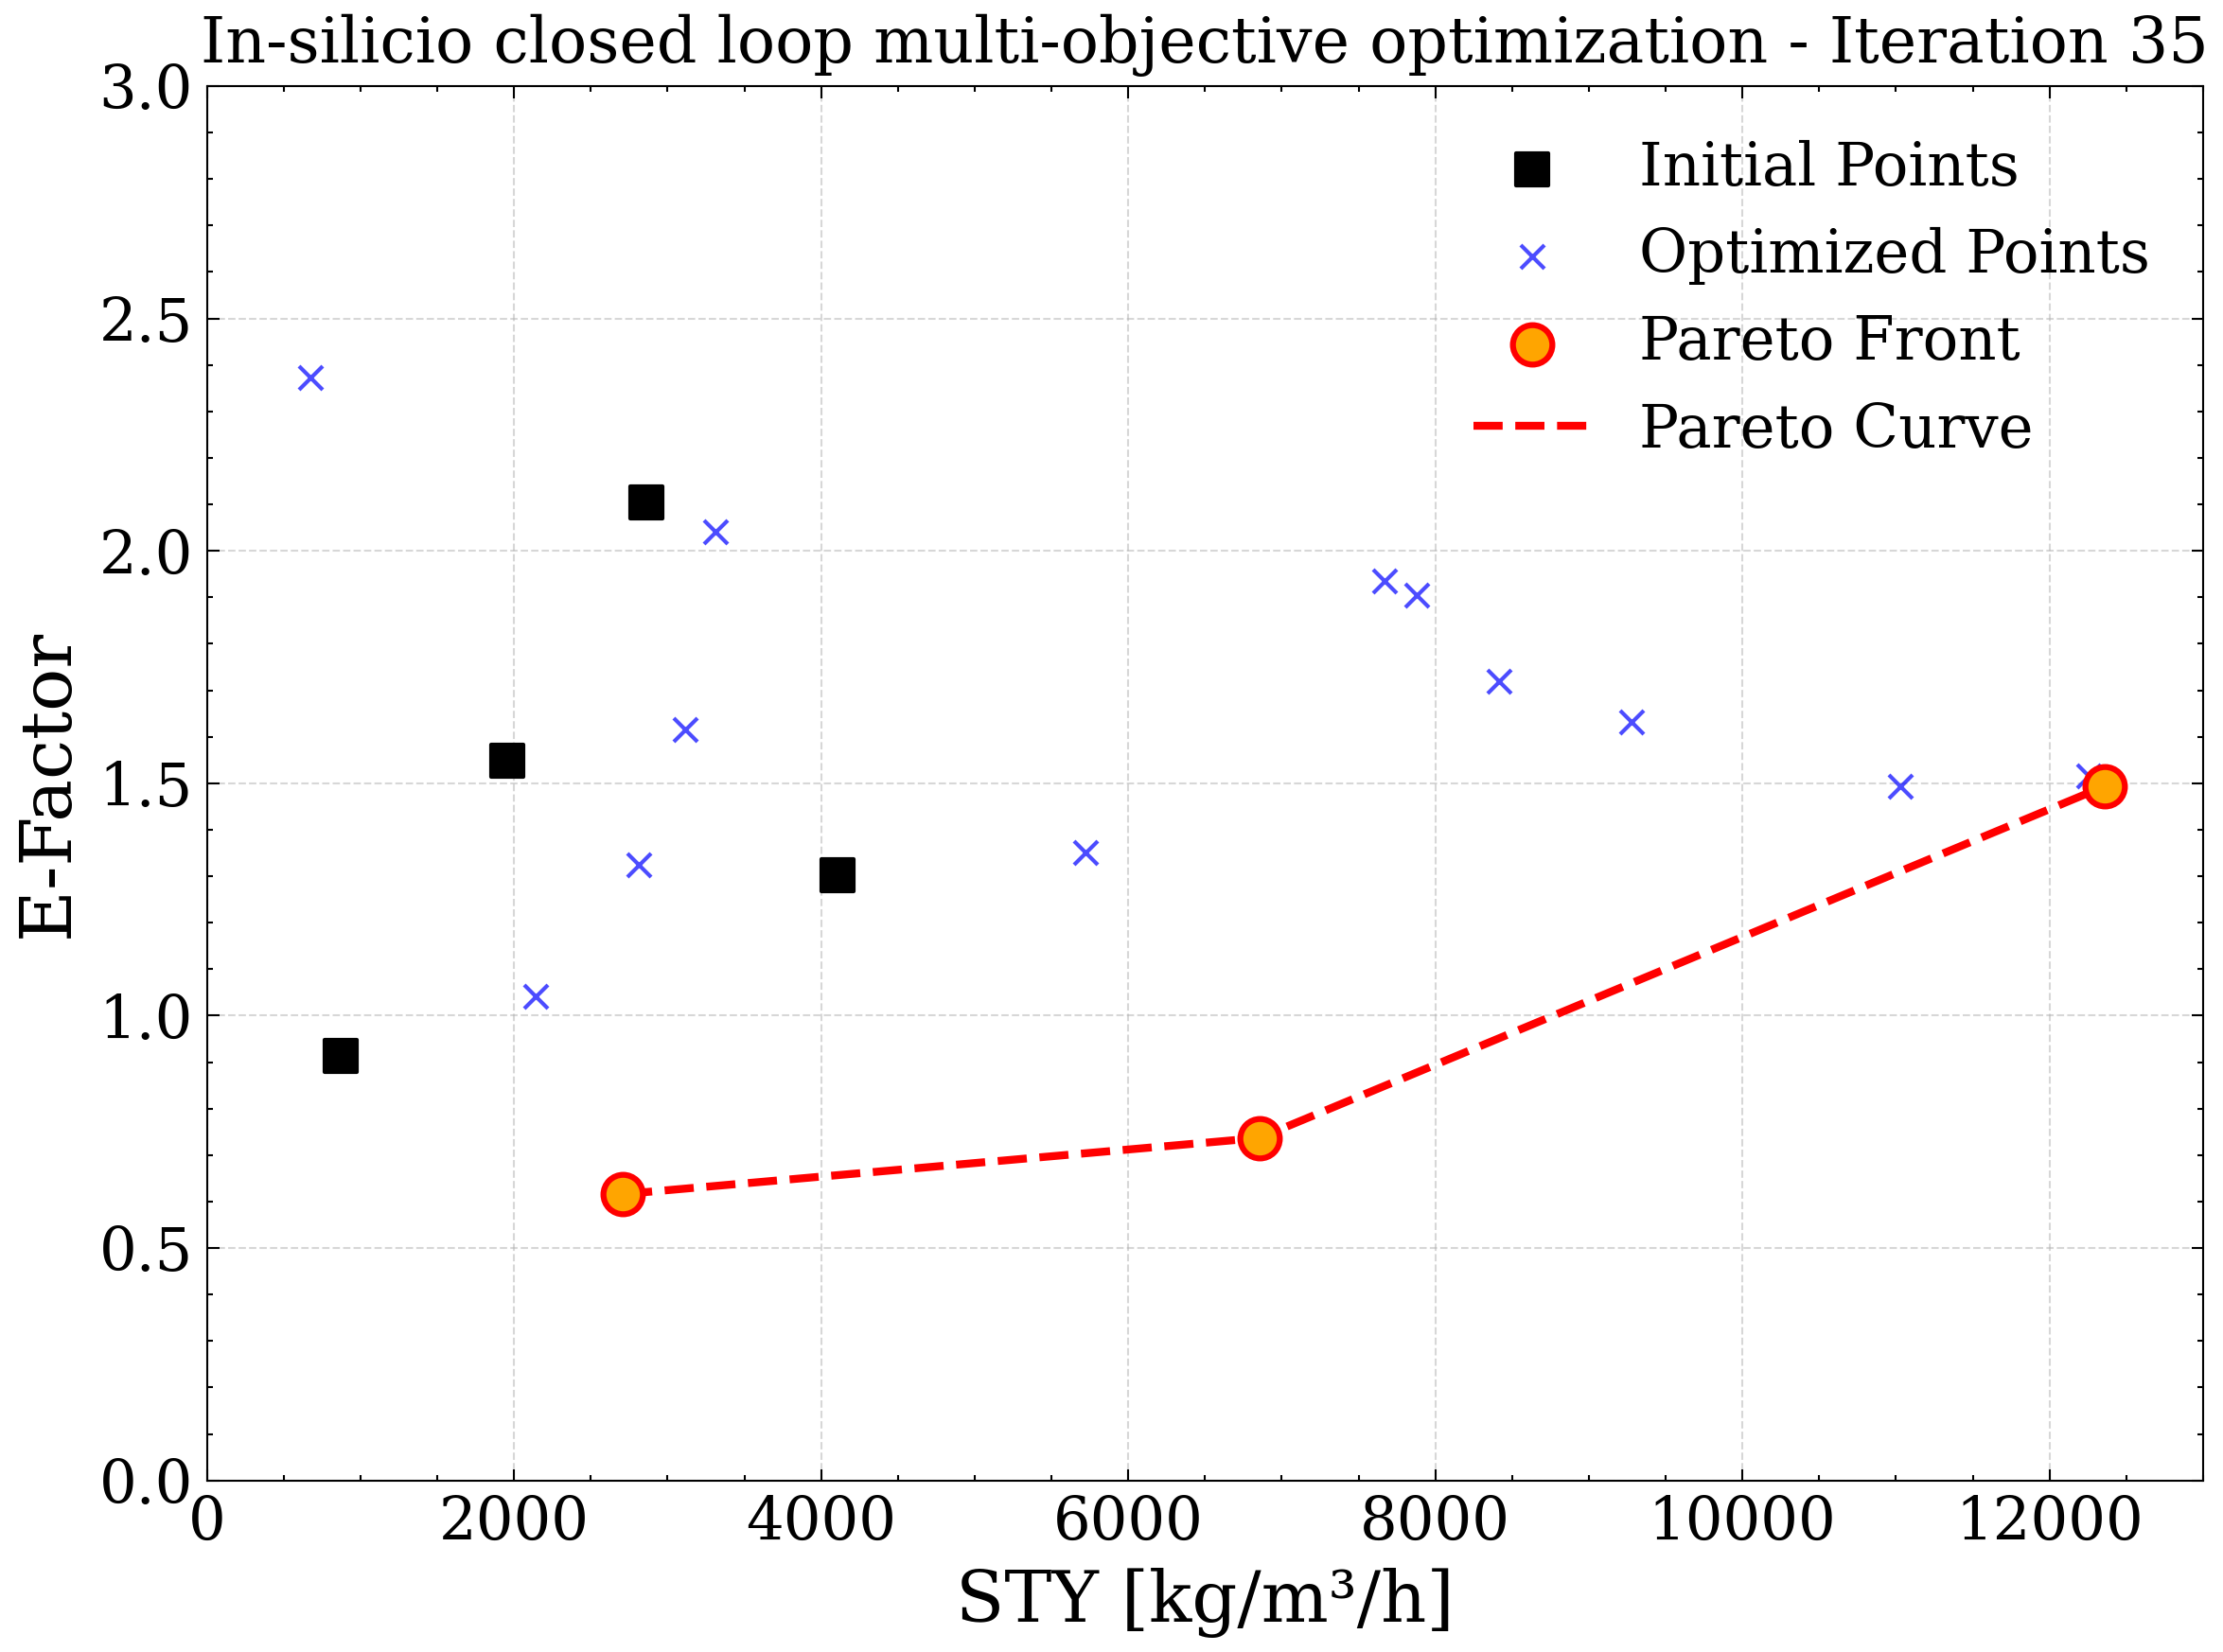 In-silicio closed loop multi-objective optimization - Iteration 35
3.0
2.5
2.0
1.5
1.0
0.5
0.0
E-Factor
Initial Points
Optimized Points
Pareto Front
Pareto Curve
0 2000 4000 6000 8000 10000 12000
STY [kg/m³/h]